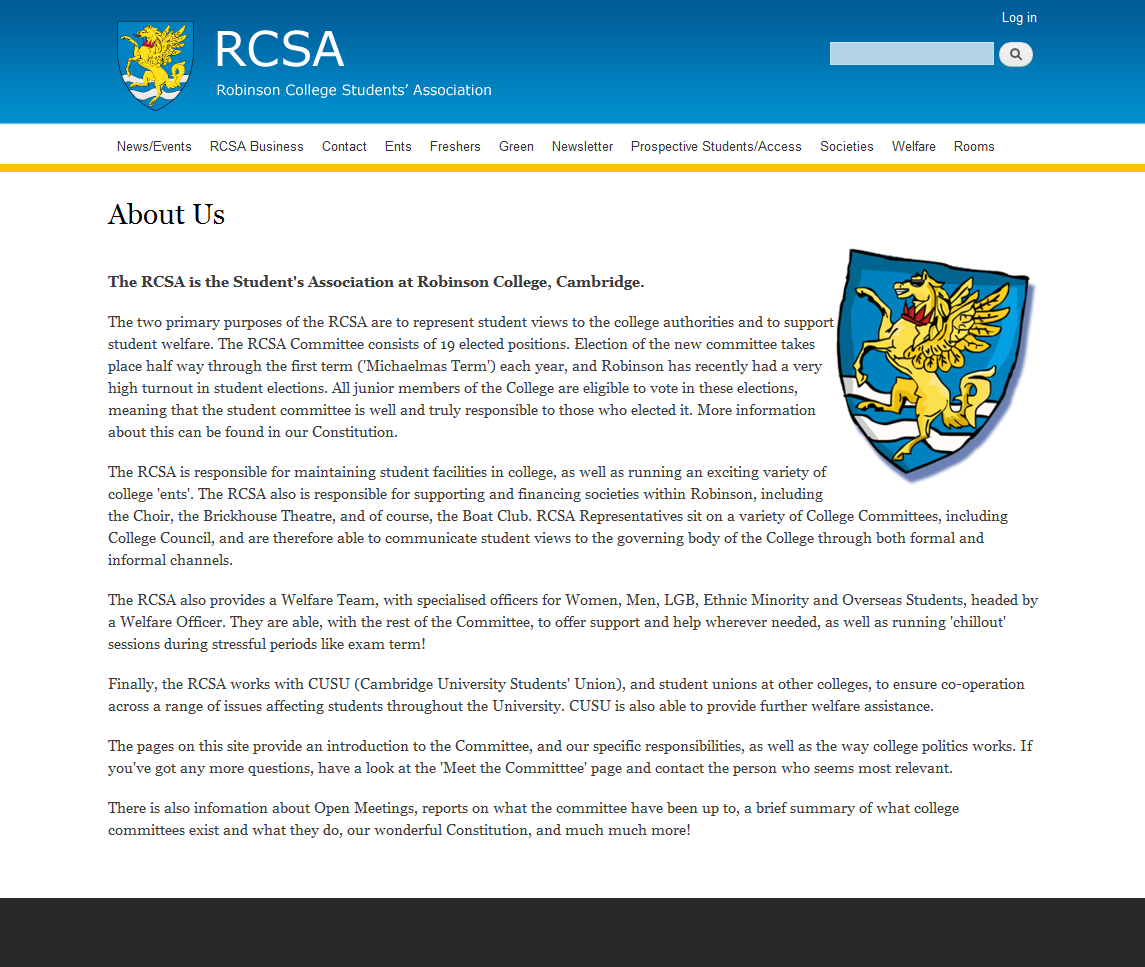 Log in
RCSA
Robinson College Students’ Association
News/Events RCSA Business Contact Ents Freshers Green Newsletter Prospective Students/Access Societies Welfare Rooms
About Us
The RCSA is the Student's Association at Robinson College, Cambridge.
The two primary purposes of the RCSA are to represent student views to the college authorities and to support
student welfare. The RCSA Committee consists of 19 elected positions. Election of the new committee takes
place half way through the first term ('Michaelmas Term') each year, and Robinson has recently had a very
high turnout in student elections. All junior members of the College are eligible to vote in these elections,
meaning that the student committee is well and truly responsible to those who elected it. More information
about this can be found in our Constitution.
The RCSA is responsible for maintaining student facilities in college, as well as running an exciting variety of
college 'ents'. The RCSA also is responsible for supporting and financing societies within Robinson, including
the Choir, the Brickhouse Theatre, and of course, the Boat Club. RCSA Representatives sit on a variety of College Committees, including
College Council, and are therefore able to communicate student views to the governing body of the College through both formal and
informal channels.
The RCSA also provides a Welfare Team, with specialised officers for Women, Men, LGB, Ethnic Minority and Overseas Students, headed by
a Welfare Officer. They are able, with the rest of the Committee, to offer support and help wherever needed, as well as running 'chillout'
sessions during stressful periods like exam term!
Finally, the RCSA works with CUSU (Cambridge University Students' Union), and student unions at other colleges, to ensure co-operation
across a range of issues affecting students throughout the University. CUSU is also able to provide further welfare assistance.
The pages on this site provide an introduction to the Committee, and our specific responsibilities, as well as the way college politics works. If
you've got any more questions, have a look at the 'Meet the Committtee' page and contact the person who seems most relevant.
There is also infomation about Open Meetings, reports on what the committee have been up to, a brief summary of what college
committees exist and what they do, our wonderful Constitution, and much much more!